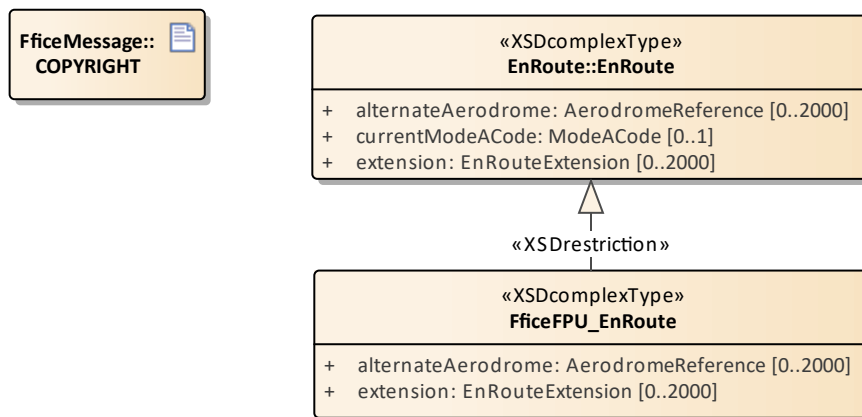 FficeMessage::
COPYRIGHT
«XSDcomplexType»
EnRoute::EnRoute
+ alternateAerodrome: AerodromeReference [0..2000]
+ currentModeACode: ModeACode [0..1]
+ extension: EnRouteExtension [0..2000]
«XSDrestriction»
«XSDcomplexType»
FficeFPU_EnRoute
+ alternateAerodrome: AerodromeReference [0..2000]
+ extension: EnRouteExtension [0..2000]